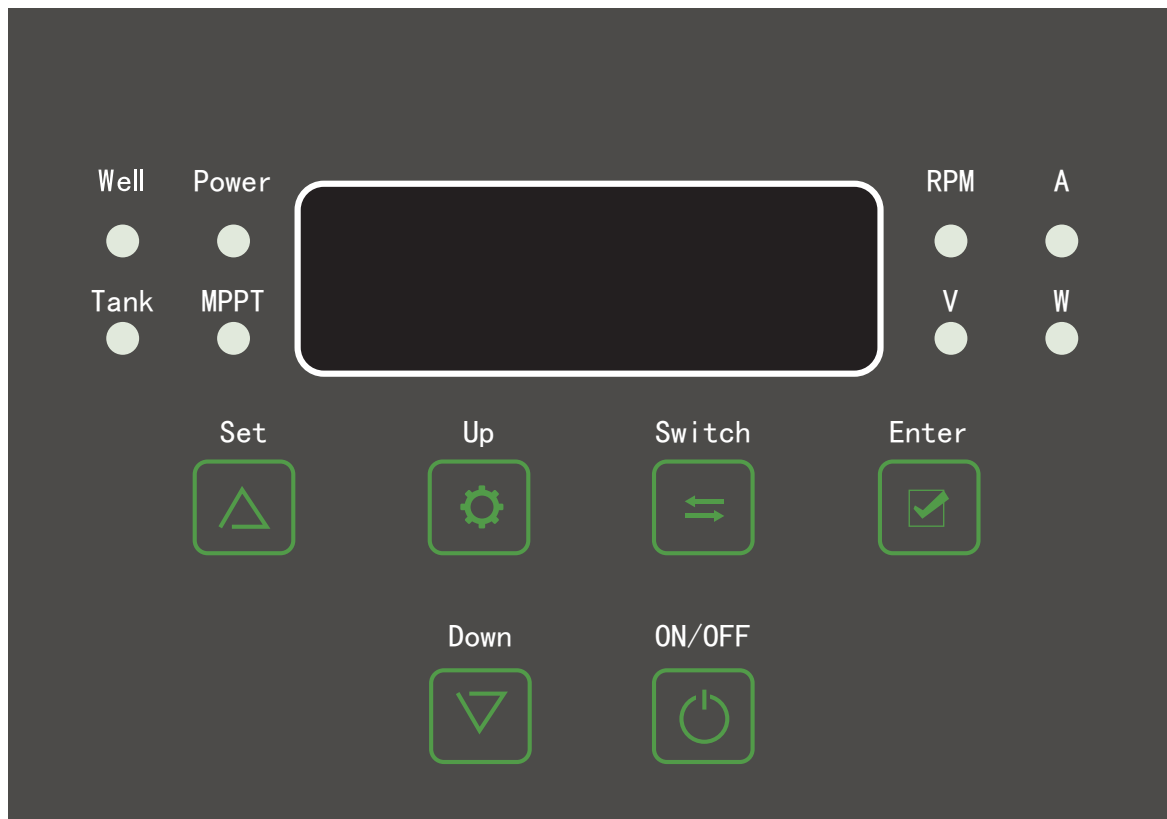 Well Power RPM A
Tank MPPT V W
Set Up Switch Enter
Down ON/OFF